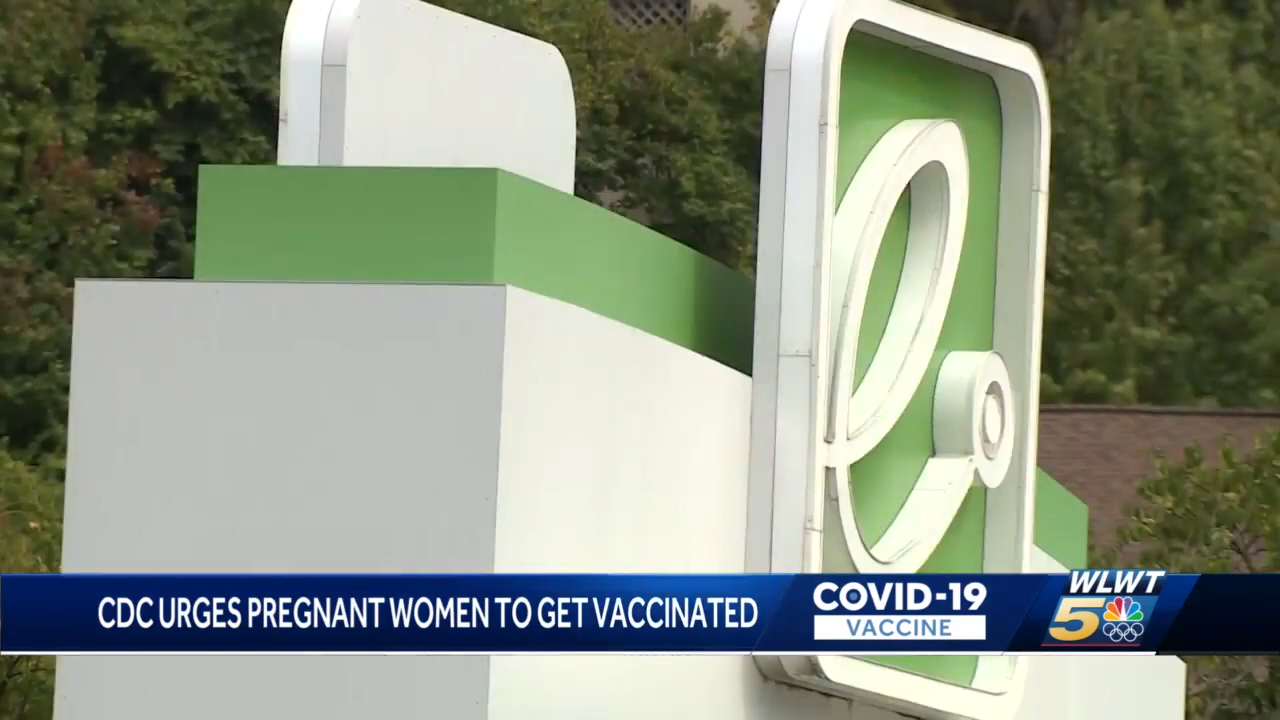 CDC URGES PREGNANT WOMEN TO GET VACCINATED
COVID-19
VACCINE
WLWT
5